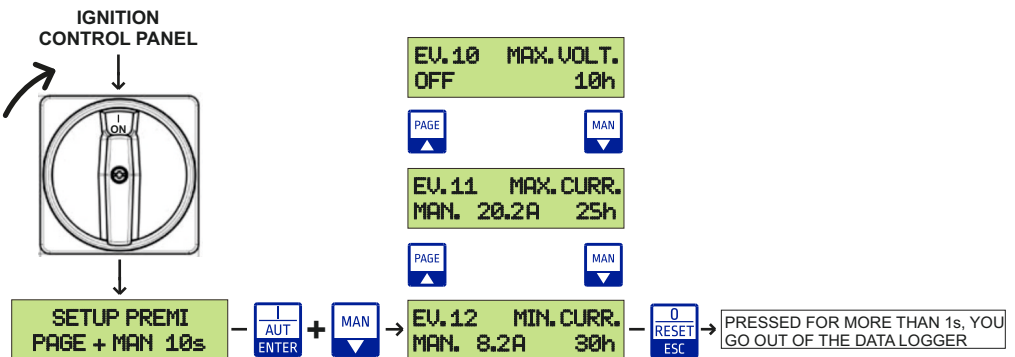 IGNITION
CONTROL PANEL
I
ON
EV.10 MAX.VOLT.
OFF 10h
PAGE
MAN
EV.11 MAX.CURR.
MAN. 20.2A 25h
PAGE
MAN
SETUP PREMI
PAGE + MAN 10s
I
AUT
ENTER
+
MAN
EV.12 MIN.CURR.
MAN. 8.2A 30h
0
RESET
ESC
PRESSED FOR MORE THAN 1s, YOU
GO OUT OF THE DATA LOGGER